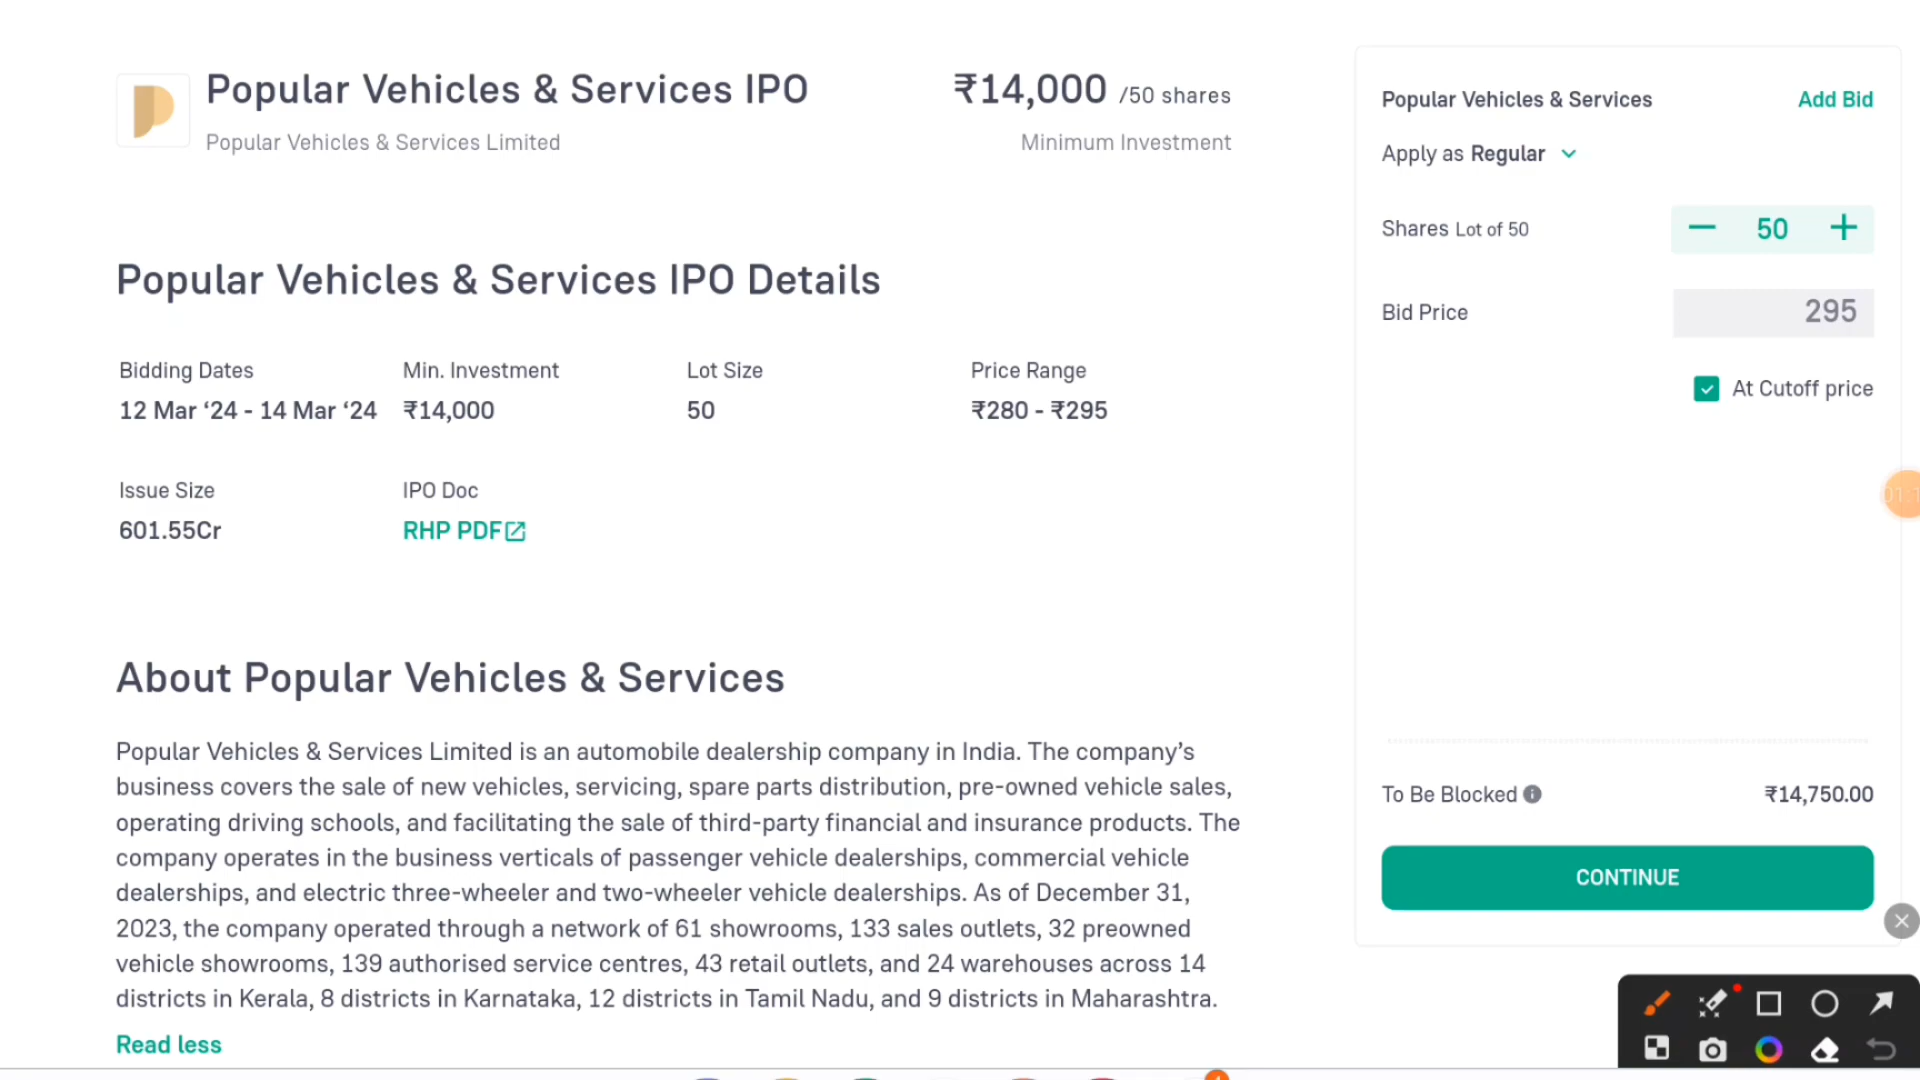 Popular Vehicles & Services IPO
Popular Vehicles & Services Limited
₹14,000 /50 shares
Minimum Investment
Popular Vehicles & Services IPO Details
Bidding Dates
12 Mar ‘24 - 14 Mar ‘24
Min. Investment
₹14,000
Lot Size
50
Price Range
₹280 - ₹295
Issue Size
601.55Cr
IPO Doc
RHP PDF
About Popular Vehicles & Services
Popular Vehicles & Services Limited is an automobile dealership company in India. The company’s
business covers the sale of new vehicles, servicing, spare parts distribution, pre-owned vehicle sales,
operating driving schools, and facilitating the sale of third-party financial and insurance products. The
company operates in the business verticals of passenger vehicle dealerships, commercial vehicle
dealerships, and electric three-wheeler and two-wheeler vehicle dealerships. As of December 31,
2023, the company operated through a network of 61 showrooms, 133 sales outlets, 32 preowned
vehicle showrooms, 139 authorised service centres, 43 retail outlets, and 24 warehouses across 14
districts in Kerala, 8 districts in Karnataka, 12 districts in Tamil Nadu, and 9 districts in Maharashtra.
Read less
Popular Vehicles & Services
Add Bid
Apply as Regular
Shares Lot of 50
50
Bid Price
295
At Cutoff price
To Be Blocked
₹14,750.00
CONTINUE